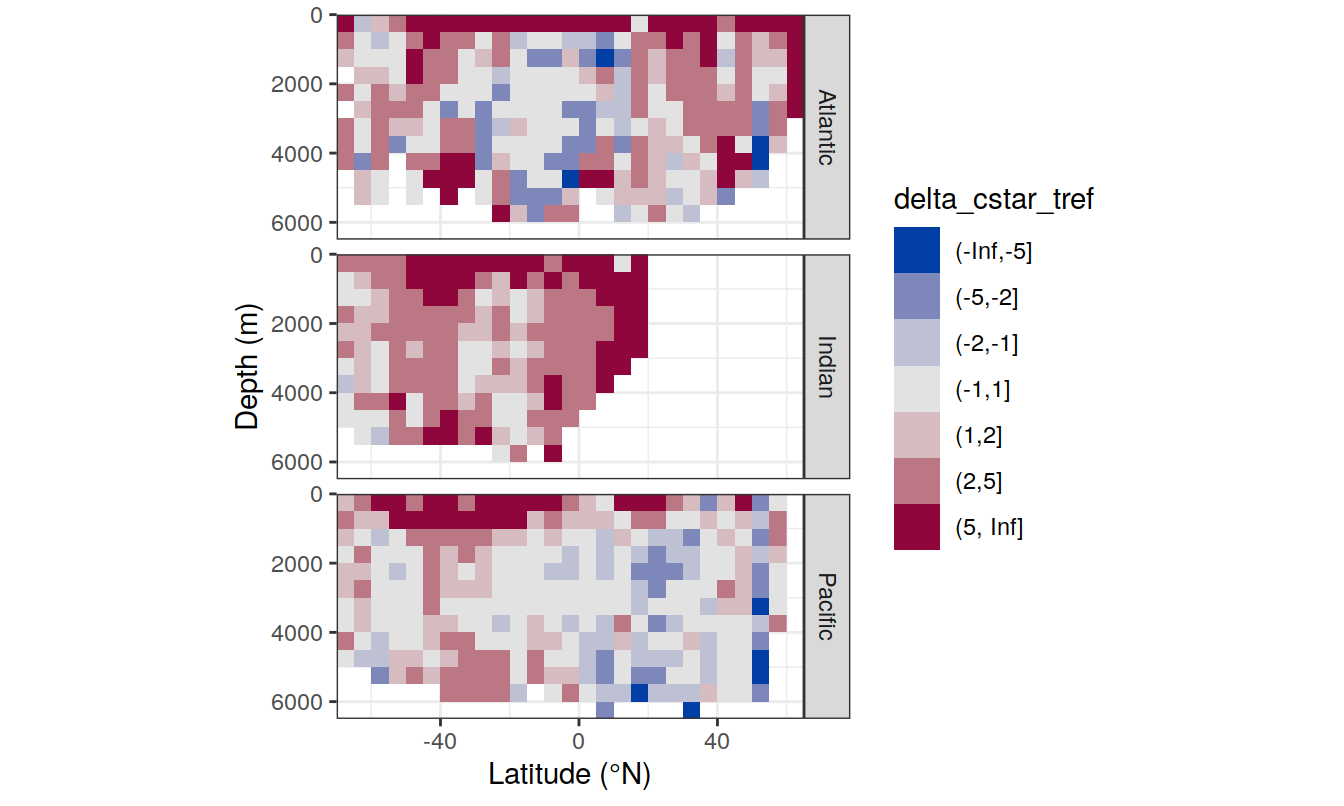 0
2000
4000
6000
Atlantic
0
2000
4000
6000
Indian
0
2000
4000
6000
Pacific
Depth (m)
-40 0 40
Latitude (°N)
delta_cstar_tref
(-Inf,-5]
(-5,-2]
(-2,-1]
(-1,1]
(1,2]
(2,5]
(5, Inf]